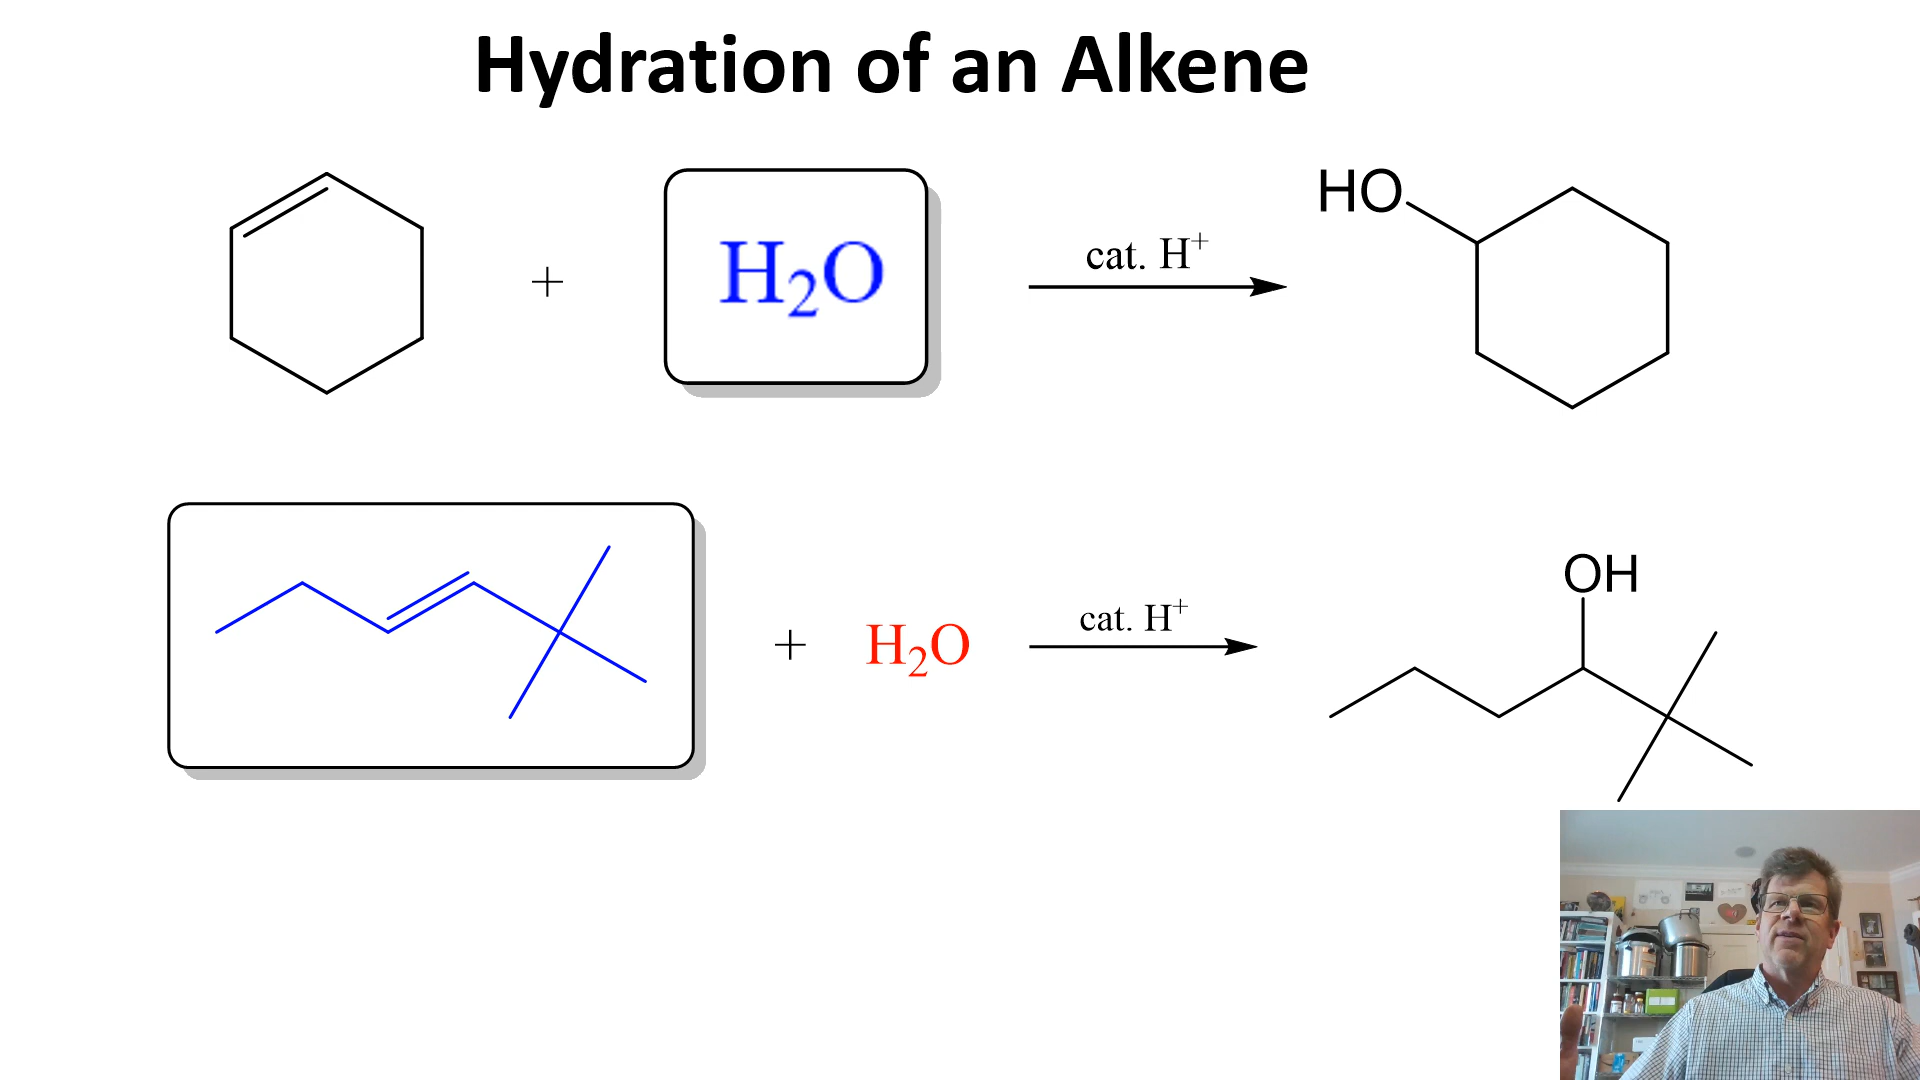 Hydration of an Alkene
+ H₂O cat. H⁺ HO
+ H₂O cat. H⁺ OH